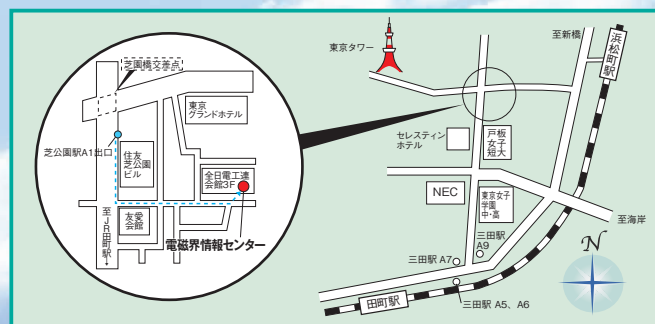 芝園橋交差点
東京
グランドホテル
芝公園駅A1出口
住友
芝公園
ビル
全日電工連
会館3F
友愛
会館
至JR田町駅
電磁界情報センター
東京タワー
至新橋
浜松町駅
セレスティン
ホテル
戸板
女子
短大
NEC
東京女子
学園
中・高
至海岸
三田駅
A9
三田駅 A7
田町駅
三田駅 A5、A6
N